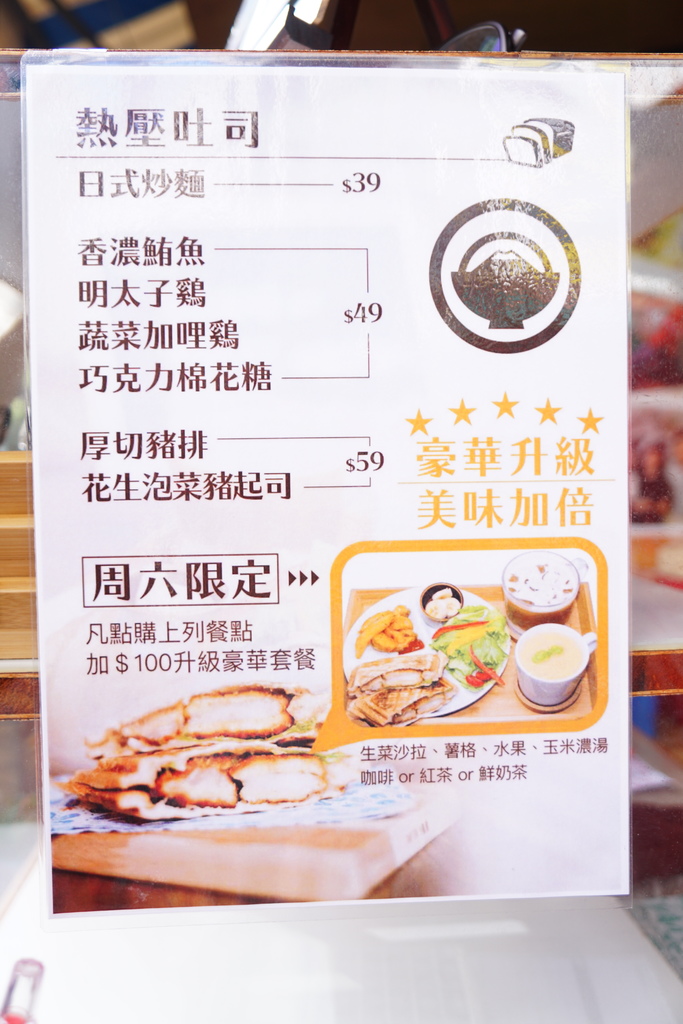 熱壓吐司
日式炒麵 $39
香濃鮪魚
明太子鷄
蔬菜加哩鷄
巧克力棉花糖
$49
厚切豬排
花生泡菜豬起司
$59
豪華升級
美味加倍
周六限定
凡點購上列餐點
加＄100升級豪華套餐
生菜沙拉、薯格、水果、玉米濃湯
咖啡 or 紅茶 or 鮮奶茶